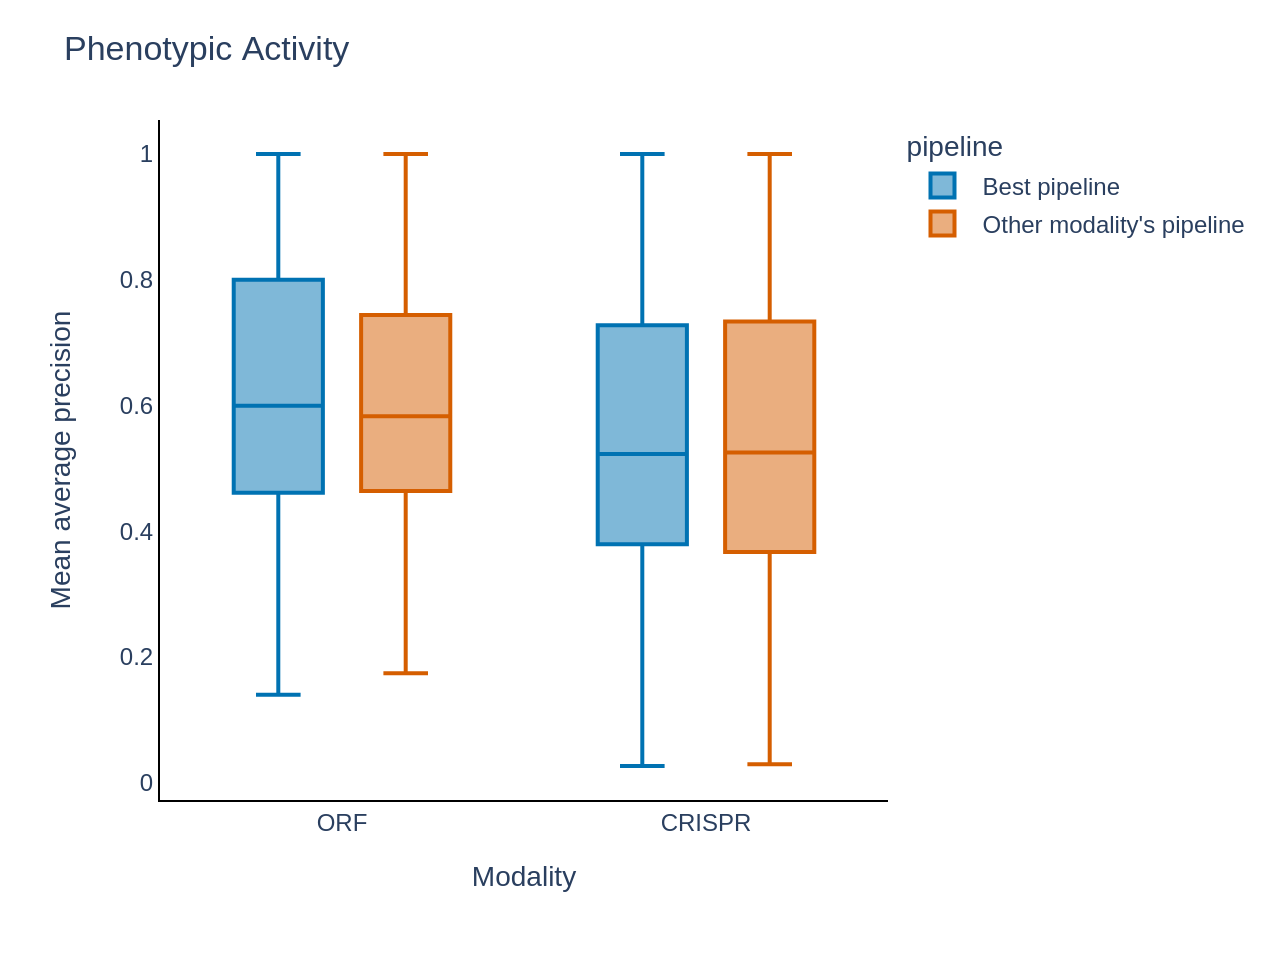 Phenotypic Activity
pipeline
Best pipeline
Other modality's pipeline
Mean average precision
1
0.8
0.6
0.4
0.2
0
ORF
CRISPR
Modality